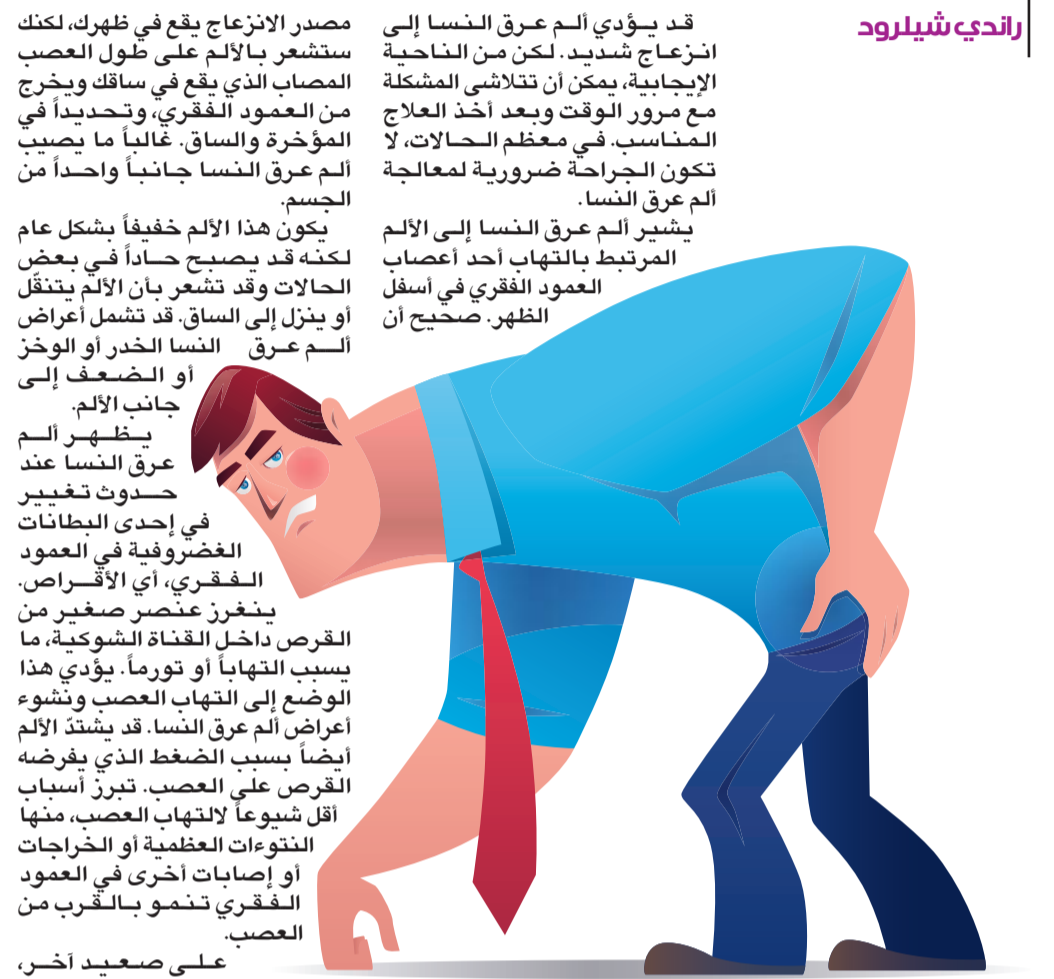 راندي شيلرود
قد يؤدي ألم عرق النسا إلى
انزعاج شديد. لكن من الناحية
الإيجابية، يمكن أن تتلاشى المشكلة
مع مرور الوقت وبعد أخذ العلاج
المناسب. في معظم الحالات، لا
تكون الجراحة ضرورية لمعالجة
ألم عرق النسا.
يشير ألم عرق النسا إلى الألم
المرتبط بالتهاب أحد أعصاب
العمود الفقري في أسفل
الظهر. صحيح أن
مصدر الانزعاج يقع في ظهرك، لكنك
ستشعر بالألم على طول العصب
المصاب الذي يقع في ساقك ويخرج
من العمود الفقري، وتحديداً في
المؤخرة والساق. غالباً ما يصيب
ألم عرق النسا جانباً واحداً من
الجسم.
يكون هذا الألم خفيفاً بشكل عام
لكنه قد يصبح حاداً في بعض
الحالات وقد تشعر بأن الألم يتنقّل
أو ينزل إلى الساق. قد تشمل أعراض
ألم عرق النسا الخدر أو الوخز
أو الضعف إلى
جانب الألم.
يظهر ألم
عرق النسا عند
حدوث تغيير
في إحدى البطانات
الغضروفية في العمود
الفقري، أي الأقراص.
ينغرز عنصر صغير من
القرص داخل القناة الشوكية، ما
يسبب التهاباً أو تورماً. يؤدي هذا
الوضع إلى التهاب العصب ونشوء
أعراض ألم عرق النسا. قد يشتدّ الألم
أيضاً بسبب الضغط الذي يفرضه
القرص على العصب. تبرز أسباب
أقل شيوعاً لالتهاب العصب، منها
النتوءات العظمية أو الخراجات
أو إصابات أخرى في العمود
الفقري تنمو بالقرب من
العصب.
على صعيد آخر،